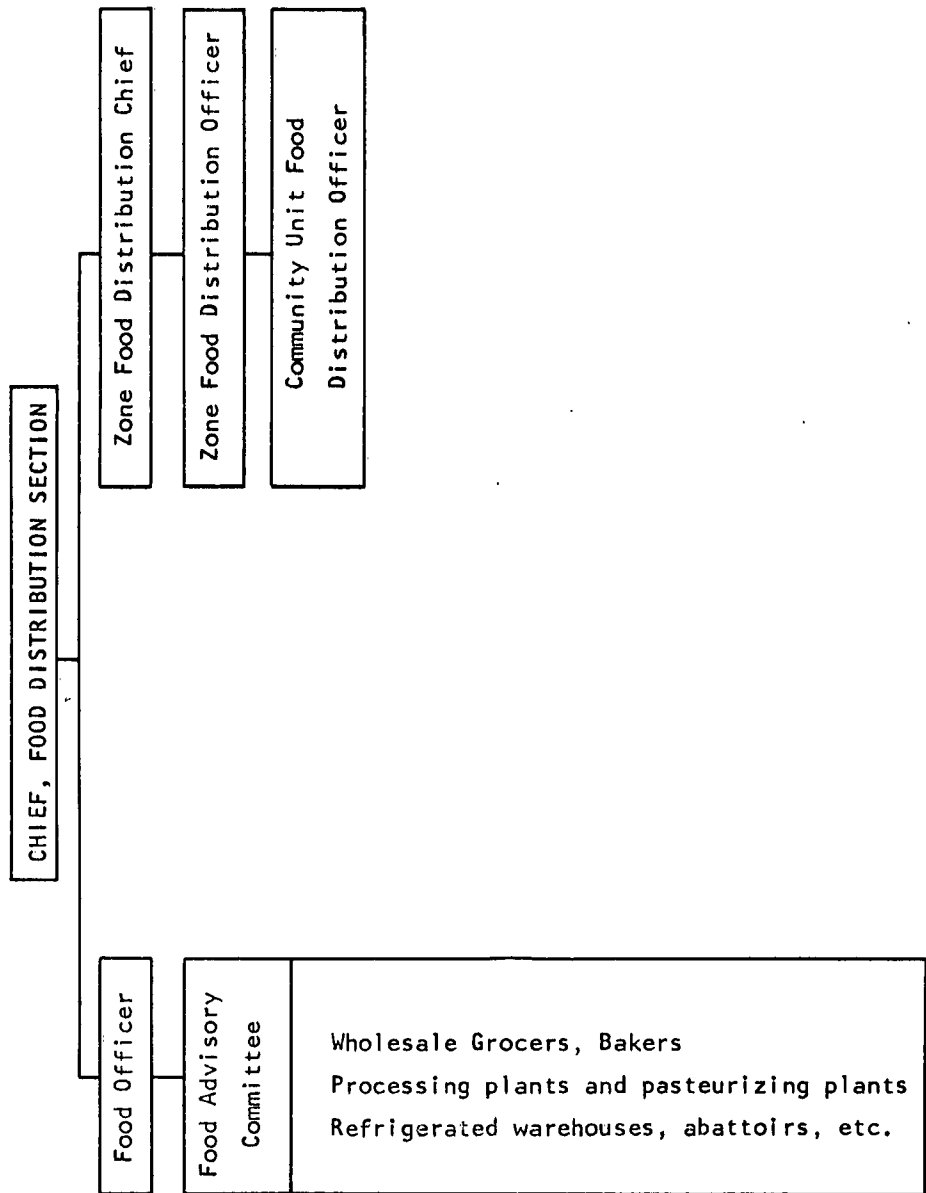 CHIEF, FOOD DISTRIBUTION SECTION
Food Officer
Food Advisory
Committee
Wholesale Grocers, Bakers
Processing plants and pasteurizing plants
Refrigerated warehouses, abattoirs, etc.
Zone Food Distribution Chief
Zone Food Distribution Officer
Community Unit Food
Distribution Officer